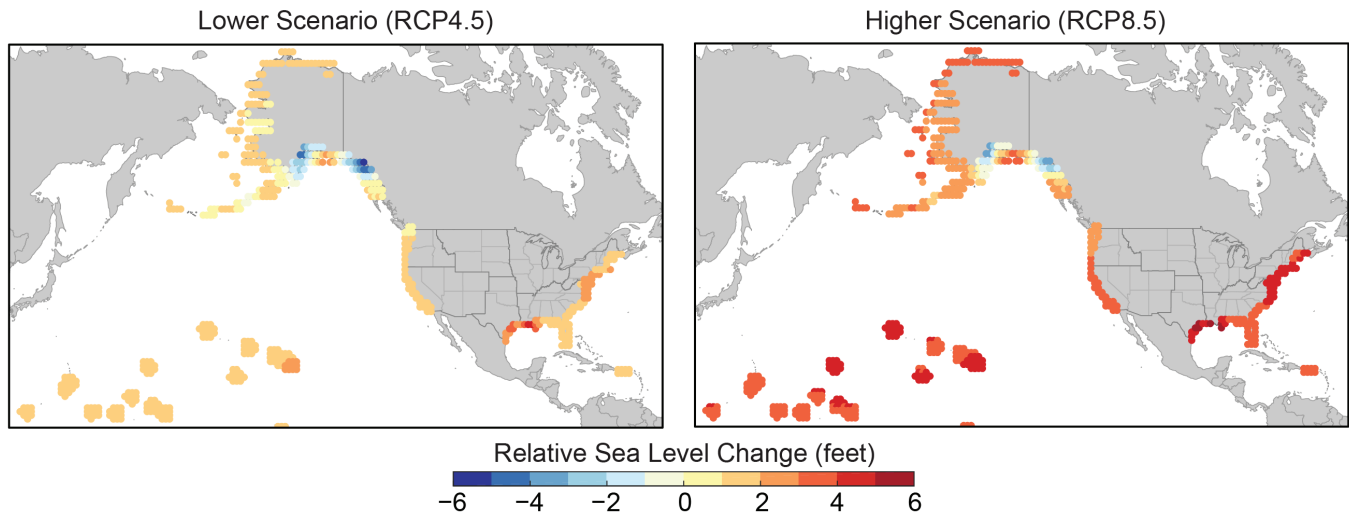 Lower Scenario (RCP4.5)
Higher Scenario (RCP8.5)
Relative Sea Level Change (feet)
−6 −4 −2 0 2 4 6